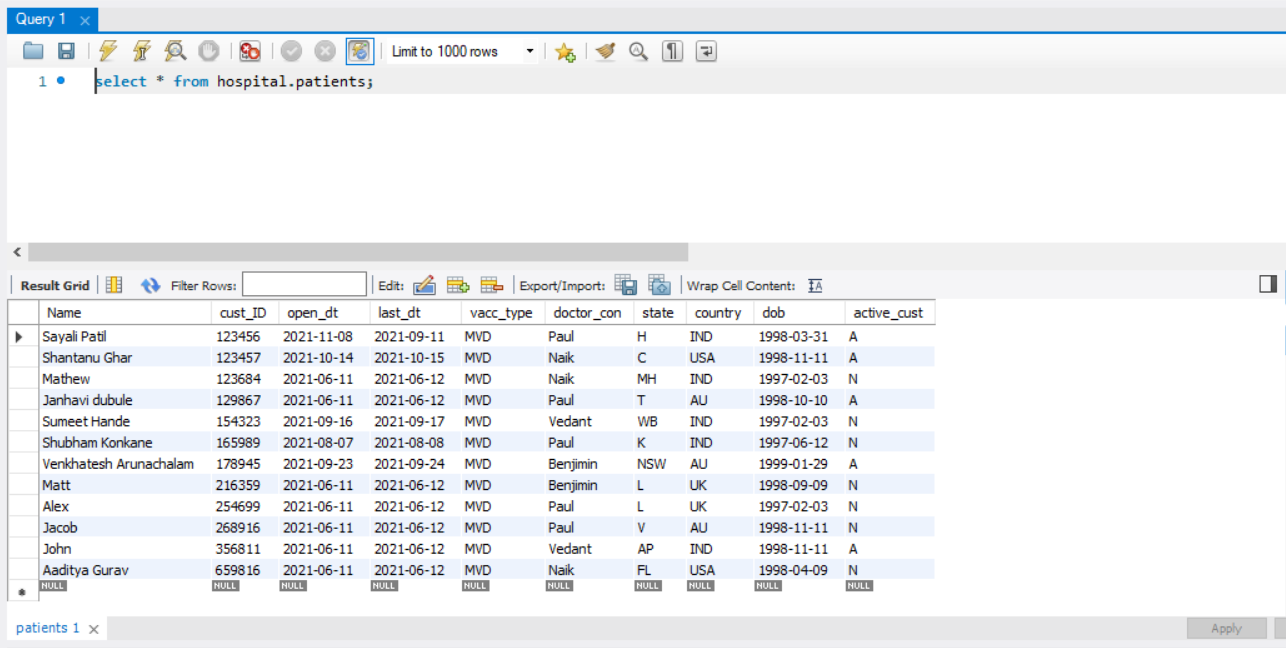 Query 1
Limit to 1000 rows
1 select * from hospital.patients;
Result Grid Filter Rows: Edit: Export/Import: Wrap Cell Content: IA
Name cust_ID open_dt last_dt vacc_type doctor_con state country dob active_cust
Sayali Patil 123456 2021-11-08 2021-09-11 MVD Paul H IND 1998-03-31 A
Shantanu Ghar 123457 2021-10-14 2021-10-15 MVD Naik C USA 1998-11-11 A
Mathew 123684 2021-06-11 2021-06-12 MVD Naik MH IND 1997-02-03 N
Janhavi dubule 129867 2021-06-11 2021-06-12 MVD Paul T AU 1998-10-10 A
Sumeet Hande 154323 2021-09-16 2021-09-17 MVD Vedant WB IND 1997-02-03 N
Shubham Konkane 165989 2021-08-07 2021-08-08 MVD Paul K IND 1997-06-12 N
Venkhatesh Arunachalam 178945 2021-09-23 2021-09-24 MVD Benjimin NSW AU 1999-01-29 A
Matt 216359 2021-06-11 2021-06-12 MVD Benjimin L UK 1998-09-09 N
Alex 254699 2021-06-11 2021-06-12 MVD Paul L UK 1997-02-03 N
Jacob 268916 2021-06-11 2021-06-12 MVD Paul V AU 1998-11-11 N
John 356811 2021-06-11 2021-06-12 MVD Vedant AP IND 1998-11-11 A
Aaditya Gurav 659816 2021-06-11 2021-06-12 MVD Naik FL USA 1998-04-09 N
NULL NULL NULL NULL NULL NULL NULL NULL NULL NULL
patients 1
Apply